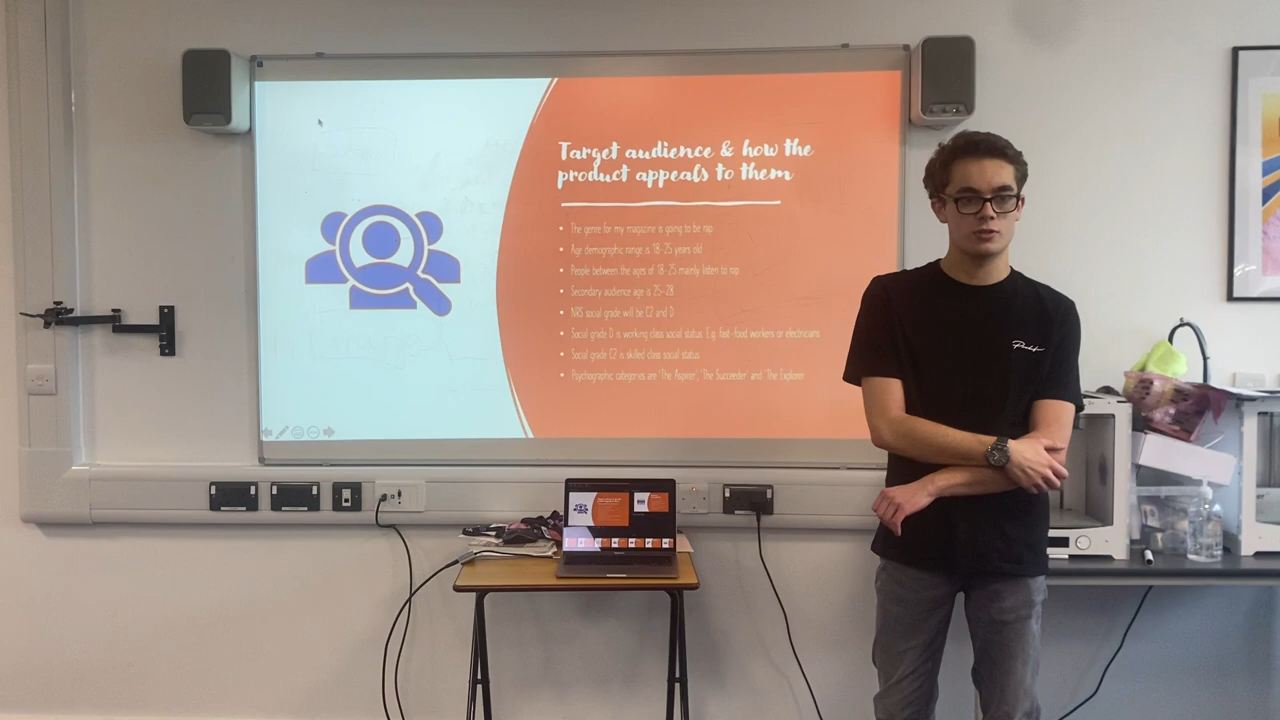 Target audience & how the
product appeals to them
• The genre for my magazine is going to be rap
• Age demographic range is 18-25 years old
• People between the ages of 18-25 mainly listen to rap
• Secondary audience age is 25-28
• NRS social grade will be C2 and D
• Social grade D is working class social status. E.g. fast-food workers or electricians
• Social grade C2 is skilled class social status
• Psychographic categories are 'The Aspirer', 'The Succeeder' and 'The Explorer